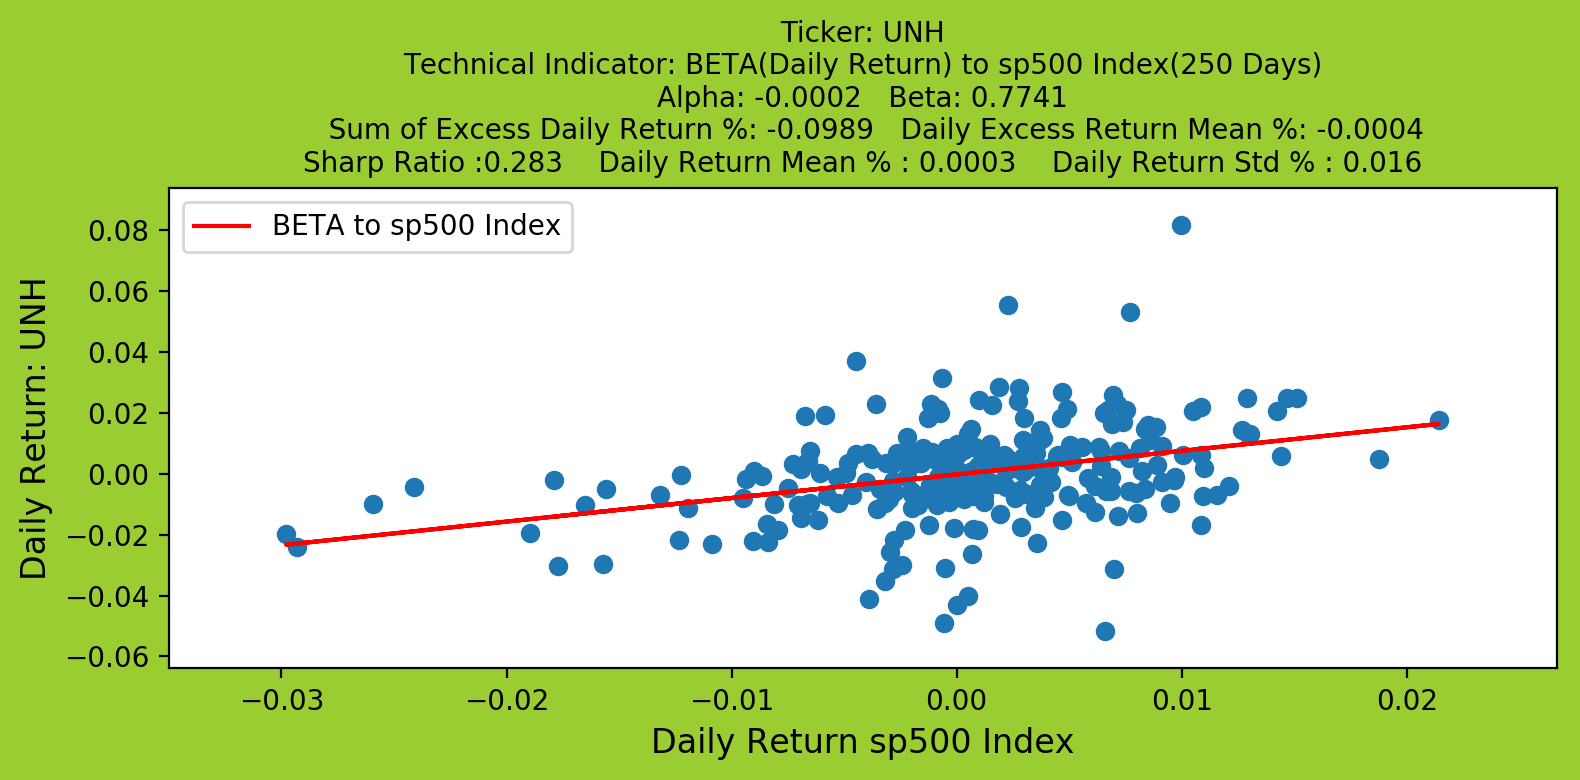 Ticker: UNH
Technical Indicator: BETA(Daily Return) to sp500 Index(250 Days)
Alpha: -0.0002 Beta: 0.7741
Sum of Excess Daily Return %: -0.0989 Daily Excess Return Mean %: -0.0004
Sharp Ratio :0.283 Daily Return Mean % : 0.0003 Daily Return Std % : 0.016
BETA to sp500 Index
Daily Return: UNH
0.08
0.06
0.04
0.02
0.00
−0.02
−0.04
−0.06
−0.03 −0.02 −0.01 0.00 0.01 0.02
Daily Return sp500 Index